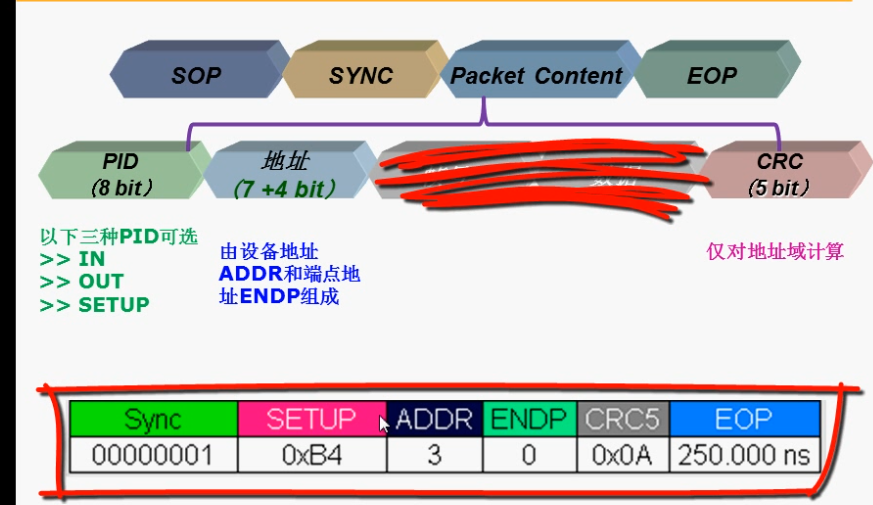 SOP SYNC Packet Content EOP
PID 地址 CRC
(8 bit) (7 +4 bit) (5 bit)
以下三种PID可选
>> IN
>> OUT
>> SETUP
由设备地址
ADDR和端点地
址ENDP组成
仅对地址域计算
Sync SETUP ADDR ENDP CRC5 EOP
00000001 0xB4 3 0 0x0A 250.000 ns